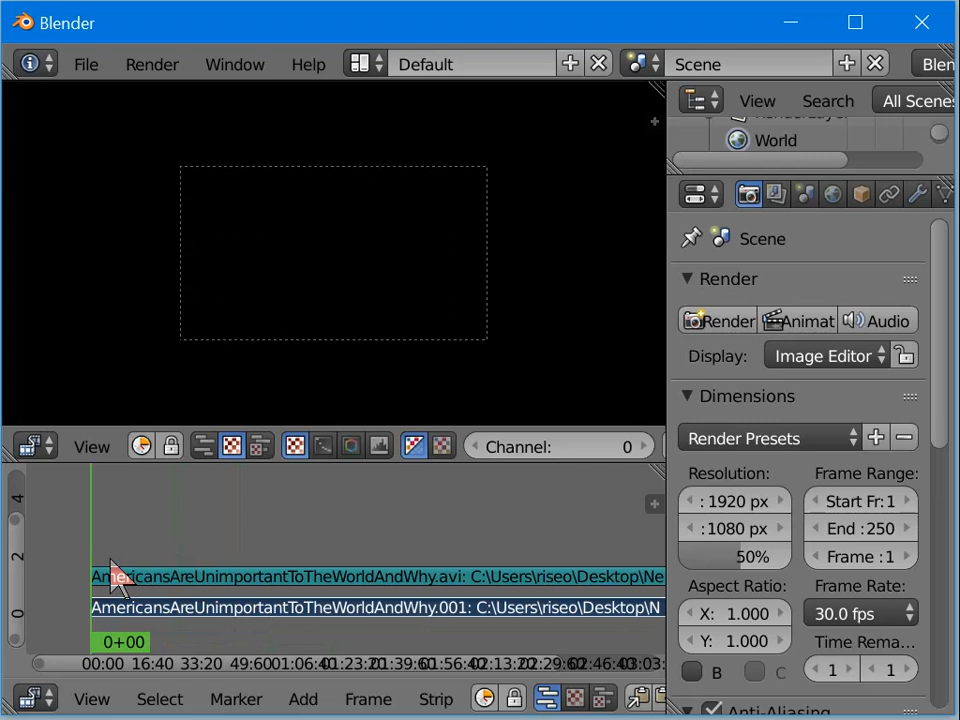 Blender
File Render Window Help Default Scene Blen
View Search All Scenes
World
Scene
Render
Render Animat Audio
Display: Image Editor
Dimensions
View Channel: 0
Render Presets
Resolution: Frame Range:
: 1920 px Start Fr: 1
:1080 px End :250
50% Frame :1
Aspect Ratio: Frame Rate:
X: 1.000 30.0 fps
Y: 1.000 Time Rema...
B C 1 1
Anti-Aliasing
4
2
0
AmericansAreUnimportantToTheWorldAndWhy.avi: C:\Users\riseo\Desktop\Ne
AmericansAreUnimportantToTheWorldAndWhy.001: C:\Users\riseo\Desktop\N
0+00
00:00 16:40 33:20 49:60
View Select Marker Add Frame Strip